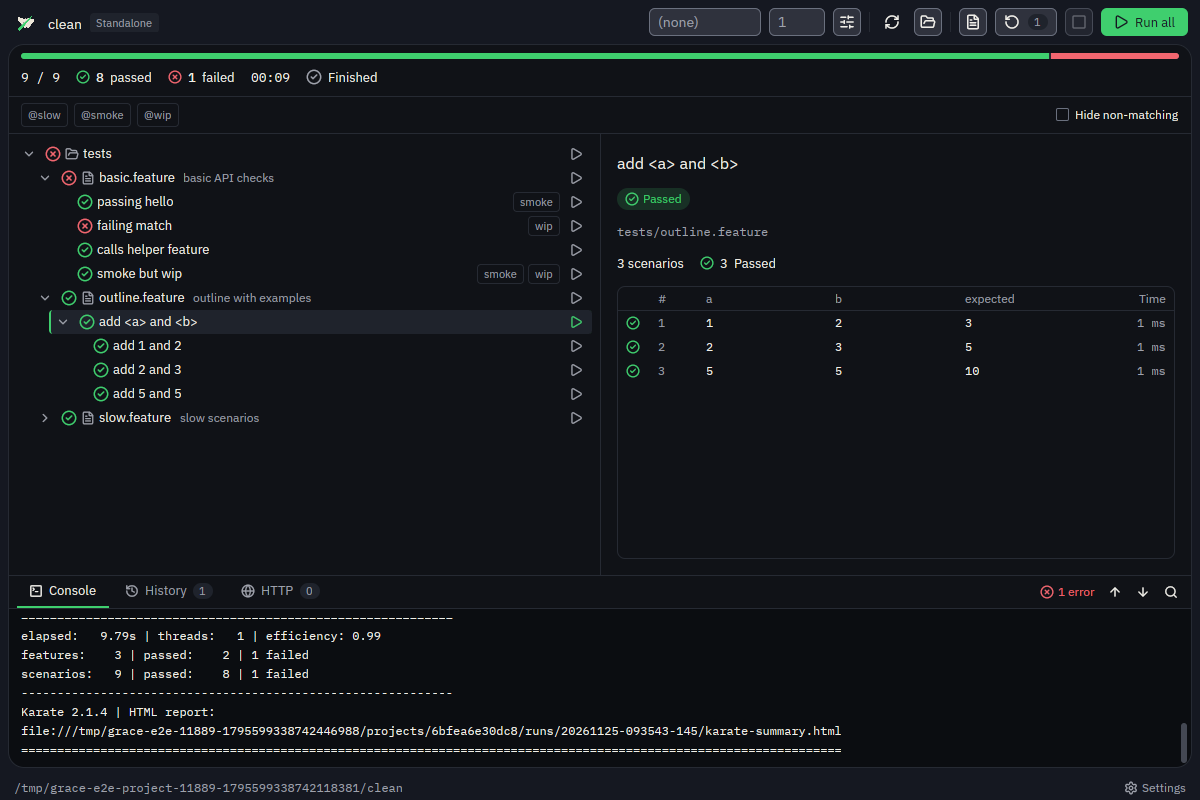 clean Standalone (none) 1 1 Run all
9 / 9 8 passed 1 failed 00:09 Finished
@slow @smoke @wip Hide non-matching
tests
basic.feature basic API checks
passing hello smoke
failing match wip
calls helper feature
smoke but wip smoke wip
outline.feature outline with examples
add <a> and <b>
add 1 and 2
add 2 and 3
add 5 and 5
slow.feature slow scenarios
add <a> and <b>
Passed
tests/outline.feature
3 scenarios 3 Passed
# a b expected Time
1 1 2 3 1 ms
2 2 3 5 1 ms
3 5 5 10 1 ms
Console History 1 HTTP 0 1 error
------------------------------------------------------------
elapsed: 9.79s | threads: 1 | efficiency: 0.99
features: 3 | passed: 2 | 1 failed
scenarios: 9 | passed: 8 | 1 failed
------------------------------------------------------------
Karate 2.1.4 | HTML report:
file:///tmp/grace-e2e-11889-1795599338742446988/projects/6bfea6e30dc8/runs/20261125-093543-145/karate-summary.html
==================================================================================================================
/tmp/grace-e2e-project-11889-1795599338742118381/clean Settings